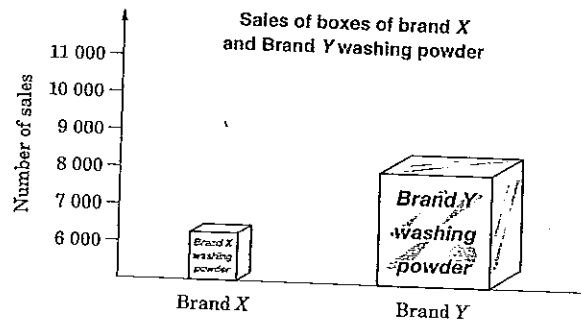 Sales of boxes of brand X
and Brand Y washing powder
Number of sales
11 000
10 000
9 000
8 000
7 000
6 000
Brand X
washing
powder
Brand Y
washing
powder
Brand X
Brand Y